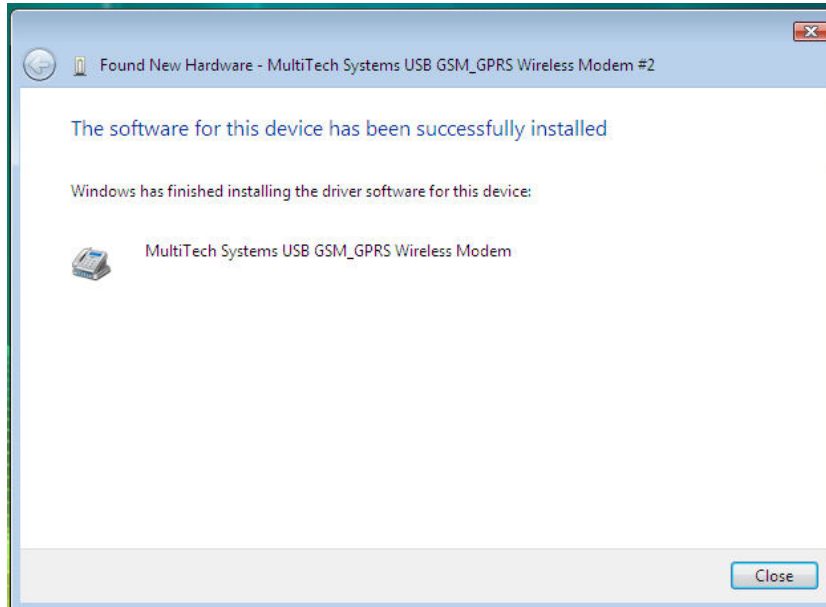 Found New Hardware - MultiTech Systems USB GSM_GPRS Wireless Modem #2
The software for this device has been successfully installed
Windows has finished installing the driver software for this device:
MultiTech Systems USB GSM_GPRS Wireless Modem
Close